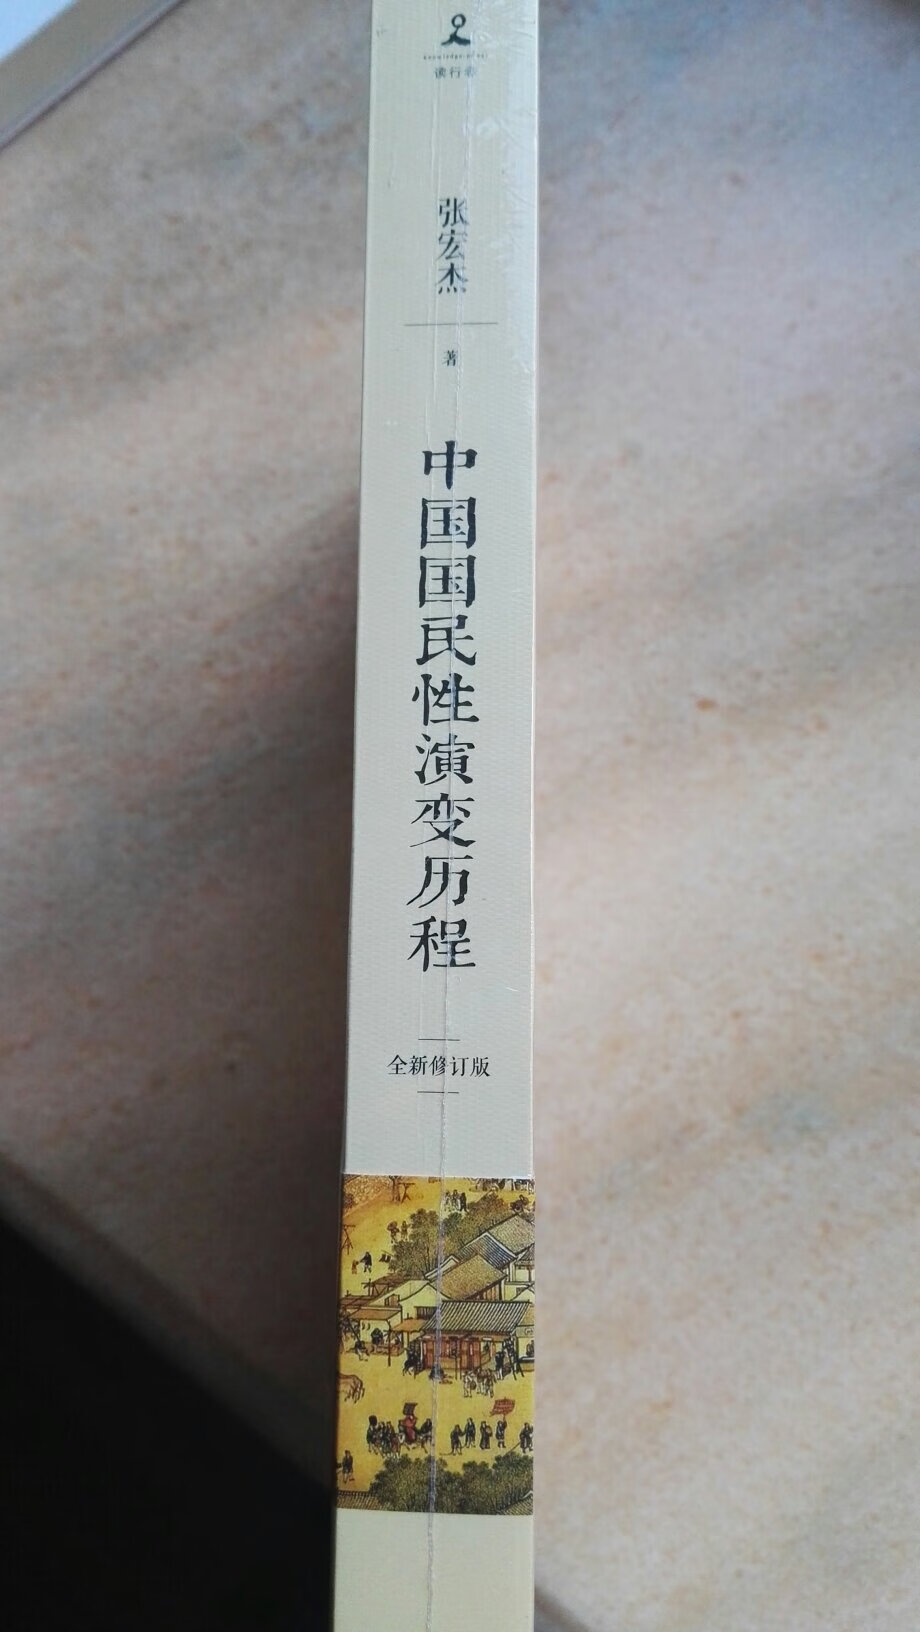 读行者
张宏杰
著
中国国民性演变历程
全新修订版